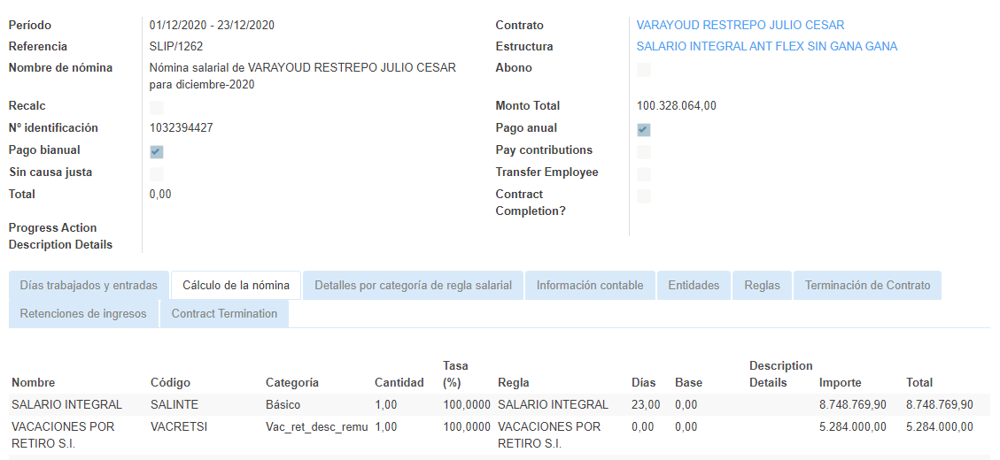 Período 01/12/2020 - 23/12/2020 Contrato VARAYOUD RESTREPO JULIO CESAR
Referencia SLIP/1262 Estructura SALARIO INTEGRAL ANT FLEX SIN GANA GANA
Nombre de nómina Nómina salarial de VARAYOUD RESTREPO JULIO CESAR Abono
para diciembre-2020
Recalc Monto Total 100.328.064,00
Nº identificación 1032394427 Pago anual
Pago bianual Pay contributions
Sin causa justa Transfer Employee
Total 0,00 Contract
Completion?
Progress Action
Description Details
Días trabajados y entradas Cálculo de la nómina Detalles por categoría de regla salarial Información contable Entidades Reglas Terminación de Contrato
Retenciones de ingresos Contract Termination
Tasa Description
Nombre Código Categoría Cantidad (%) Regla Días Base Details Importe Total
SALARIO INTEGRAL SALINTE Básico 1,00 100,0000 SALARIO INTEGRAL 23,00 0,00 8.748.769,90 8.748.769,90
VACACIONES POR VACRETSI Vac_ret_desc_remu 1,00 100,0000 VACACIONES POR 0,00 0,00 5.284.000,00 5.284.000,00
RETIRO S.I. RETIRO S.I.